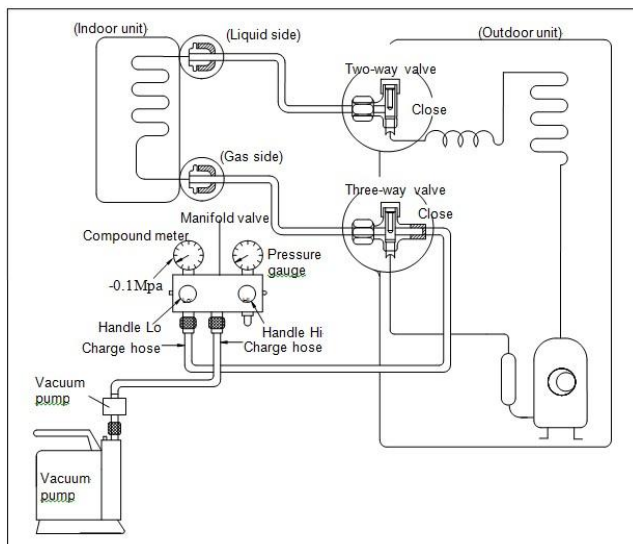 (Indoor unit)
(Liquid side)
(Outdoor unit)
Two-way valve
Close
(Gas side)
Three-way valve
Close
Manifold valve
Compound meter
Pressure
gauge
-0.1Mpa
Handle Lo
Handle Hi
Charge hose
Charge hose
Vacuum
pump
Vacuum
pump